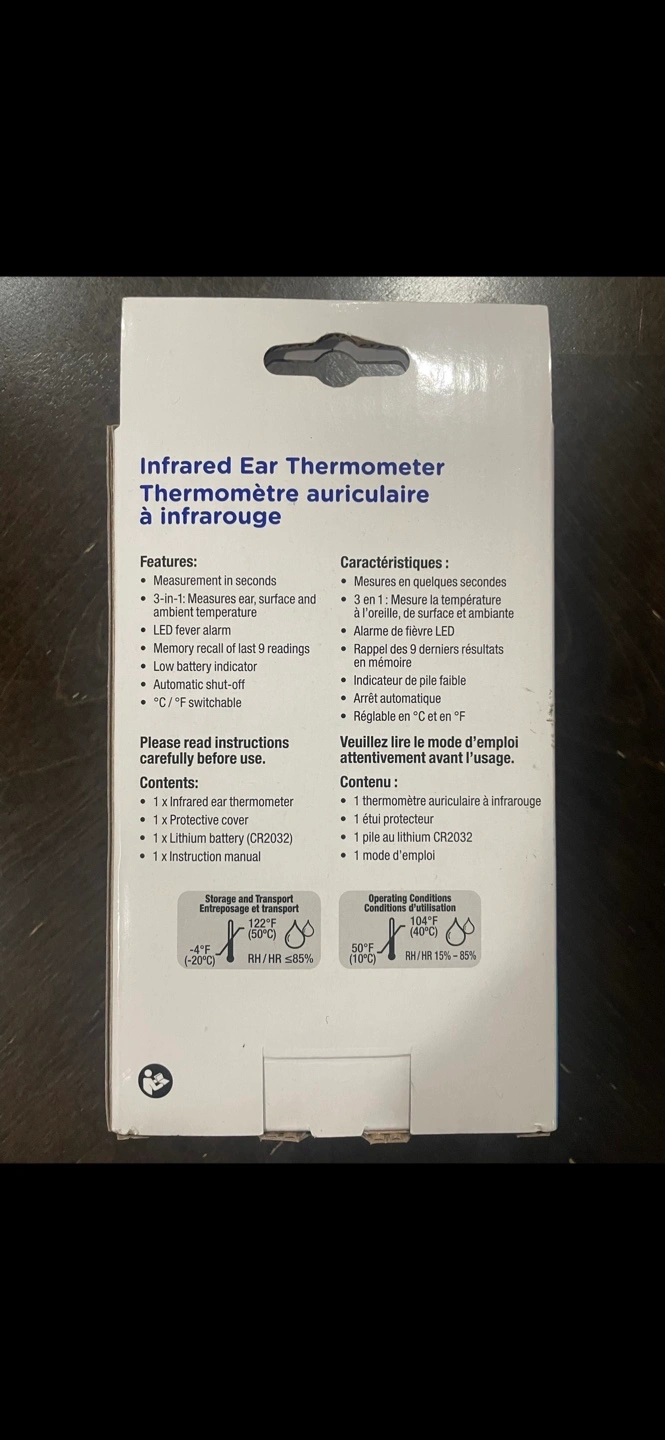 Infrared Ear Thermometer
Thermomètre auriculaire
à infrarouge
Features:
• Measurement in seconds
• 3-in-1: Measures ear, surface and
ambient temperature
• LED fever alarm
• Memory recall of last 9 readings
• Low battery indicator
• Automatic shut-off
• °C / °F switchable
Please read instructions
carefully before use.
Contents:
• 1 x Infrared ear thermometer
• 1 x Protective cover
• 1 x Lithium battery (CR2032)
• 1 x Instruction manual
Caractéristiques :
• Mesures en quelques secondes
• 3 en 1 : Mesure la température
à l'oreille, de surface et ambiante
• Alarme de fièvre LED
• Rappel des 9 derniers résultats
en mémoire
• Indicateur de pile faible
• Arrêt automatique
• Réglable en °C et en °F
Veuillez lire le mode d'emploi
attentivement avant l'usage.
Contenu :
• 1 thermomètre auriculaire à infrarouge
• 1 étui protecteur
• 1 pile au lithium CR2032
• 1 mode d'emploi
Storage and Transport
Entreposage et transport
122°F
(50°C)
-4°F
(-20°C)
RH / HR ≤85%
Operating Conditions
Conditions d'utilisation
104°F
(40°C)
50°F
(10°C)
RH / HR 15% – 85%